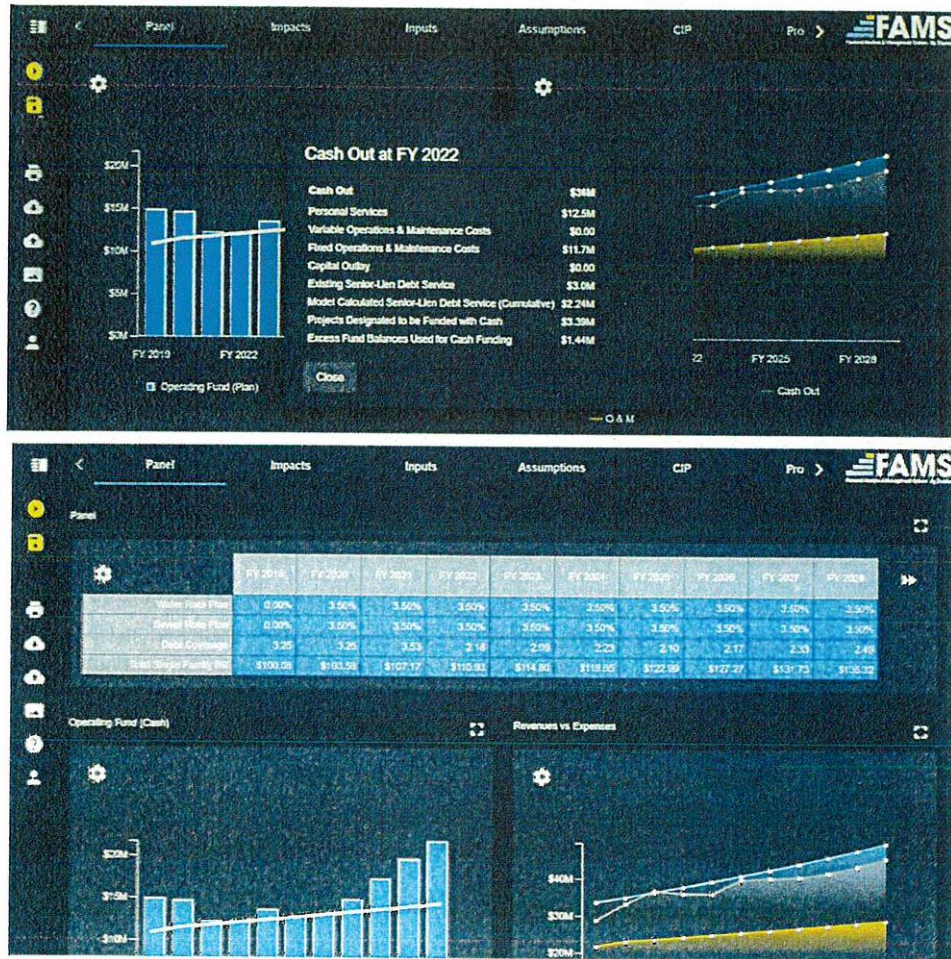 Panel Impacts Inputs Assumptions CIP Pro FAMS
Cash Out at FY 2022
Cash Out $34M
Personal Services $12.5M
Variable Operations & Maintenance Costs $0.00
Fixed Operations & Maintenance Costs $11.7M
Capital Outlay $0.00
Existing Senior-Lien Debt Service $3.0M
Model Calculated Senior-Lien Debt Service (Cumulative) $2.24M
Projects Designated to be Funded with Cash $3.39M
Excess Fund Balances Used for Cash Funding $1.44M
Close
$20M
$15M
$10M
$5M
$0M
FY 2019 FY 2022
Operating Fund (Plan)
22 FY 2025 FY 2028
Cash Out
O & M
Panel Impacts Inputs Assumptions CIP Pro FAMS
Panel
FY 2019 FY 2020 FY 2021 FY 2022 FY 2023 FY 2024 FY 2025 FY 2026 FY 2027 FY 2028
Water Rate Plan 0.00% 3.50% 3.50% 3.50% 3.50% 3.50% 3.50% 3.50% 3.50% 3.50%
Sewer Rate Plan 0.00% 3.50% 3.50% 3.50% 3.50% 3.50% 3.50% 3.50% 3.50% 3.50%
Debt Coverage 3.25 3.25 3.53 2.18 2.23 2.10 2.17 2.33 2.49
Total Single Family Bill $103.58 $107.17 $110.93 $122.99 $127.27 $131.73
Operating Fund (Cash) Revenues vs Expenses
$20M
$15M
$10M
$40M
$30M
$20M